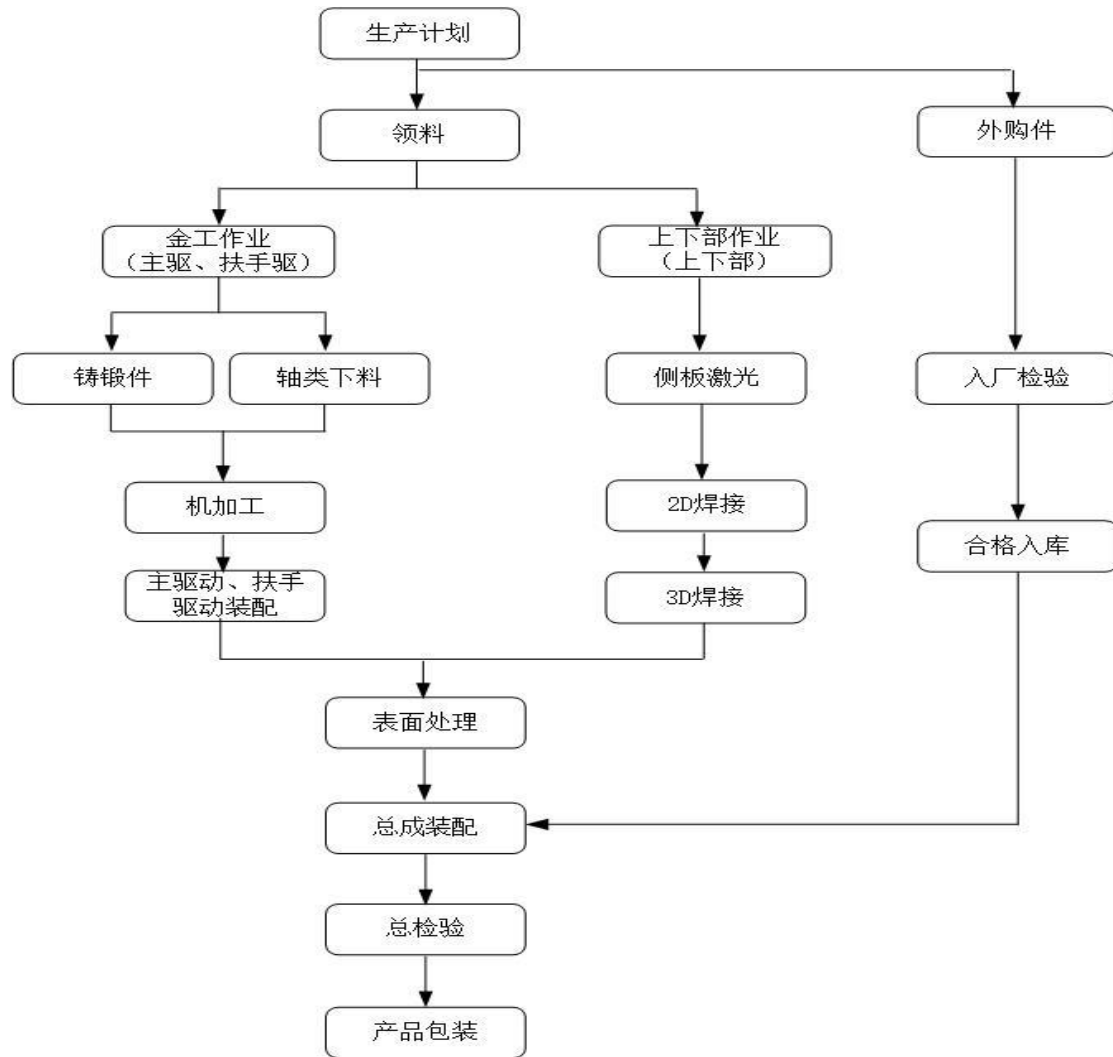 生产计划
领料
外购件
金工作业
（主驱、扶手驱）
上下部作业
（上下部）
铸锻件
轴类下料
侧板激光
入厂检验
机加工
2D焊接
合格入库
主驱动、扶手
驱动装配
3D焊接
表面处理
总成装配
总检验
产品包装